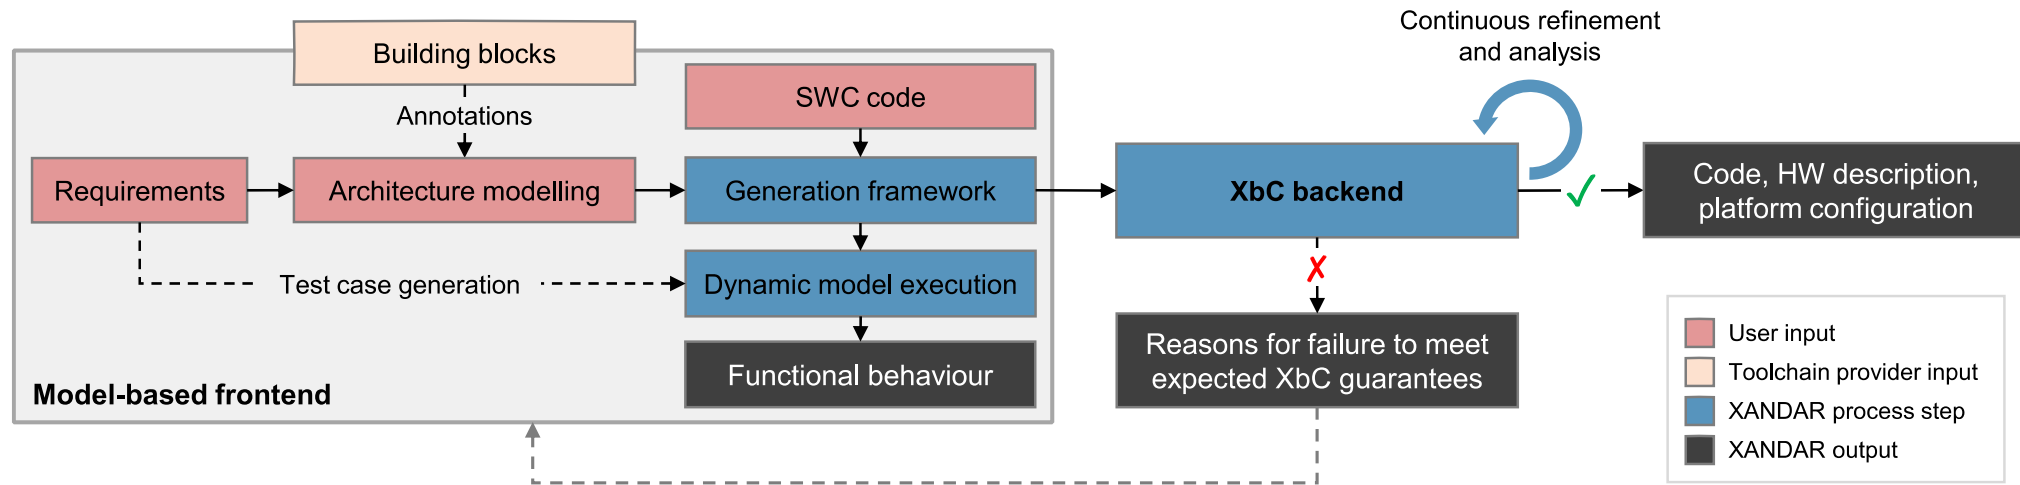 Continuous refinement
and analysis
Building blocks
SWC code
Annotations
Requirements
Architecture modelling
Generation framework
XbC backend
Code, HW description,
platform configuration
Test case generation
Dynamic model execution
Functional behaviour
Model-based frontend
Reasons for failure to meet
expected XbC guarantees
User input
Toolchain provider input
XANDAR process step
XANDAR output